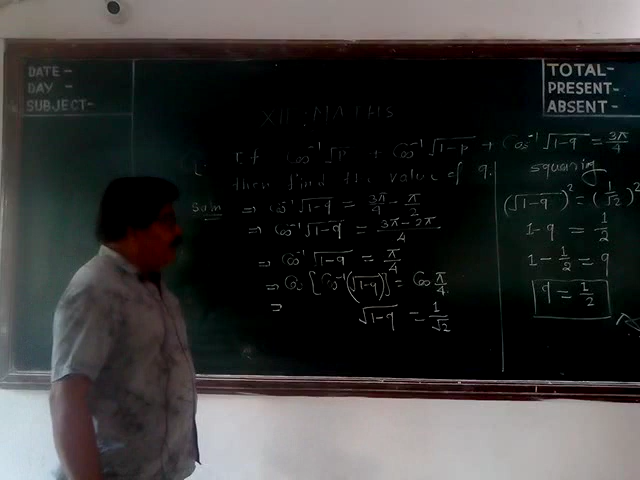 DATE -
DAY -
SUBJECT -
TOTAL -
PRESENT -
ABSENT -
XII : MATHS
Q. If Cos⁻¹√p + Cos⁻¹√1-p + Cos⁻¹√1-q = 3π/4
then find the value of q.
Soln ⇒ Cos⁻¹√1-q = 3π/4 - π/2
⇒ Cos⁻¹√1-q = 3π-2π/4
⇒ Cos⁻¹√1-q = π/4
⇒ Cos[Cos⁻¹(√1-q)] = Cos π/4
⇒ √1-q = 1/√2
squaring
(√1-q)² = (1/√2)²
1-q = 1/2
1-1/2 = q
q = 1/2